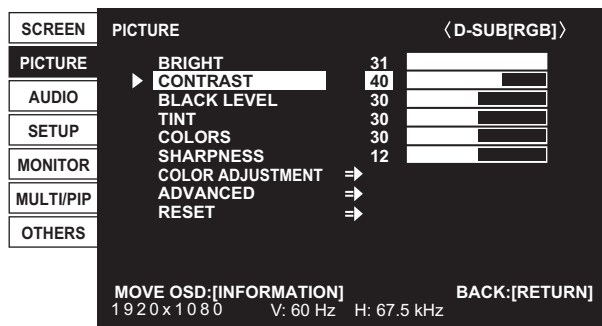 SCREEN
PICTURE
AUDIO
SETUP
MONITOR
MULTI/PIP
OTHERS
PICTURE 〈D-SUB[RGB]〉
BRIGHT 31
CONTRAST 40
BLACK LEVEL 30
TINT 30
COLORS 30
SHARPNESS 12
COLOR ADJUSTMENT
ADVANCED
RESET
MOVE OSD:[INFORMATION] BACK:[RETURN]
1920x1080 V: 60 Hz H: 67.5 kHz